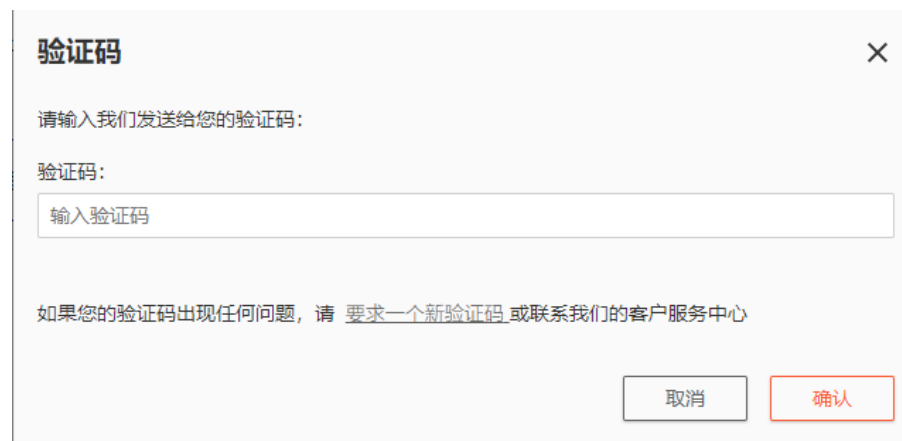 验证码
请输入我们发送给您的验证码：
验证码：
输入验证码
如果您的验证码出现任何问题，请 要求一个新验证码 或联系我们的客户服务中心
取消 确认